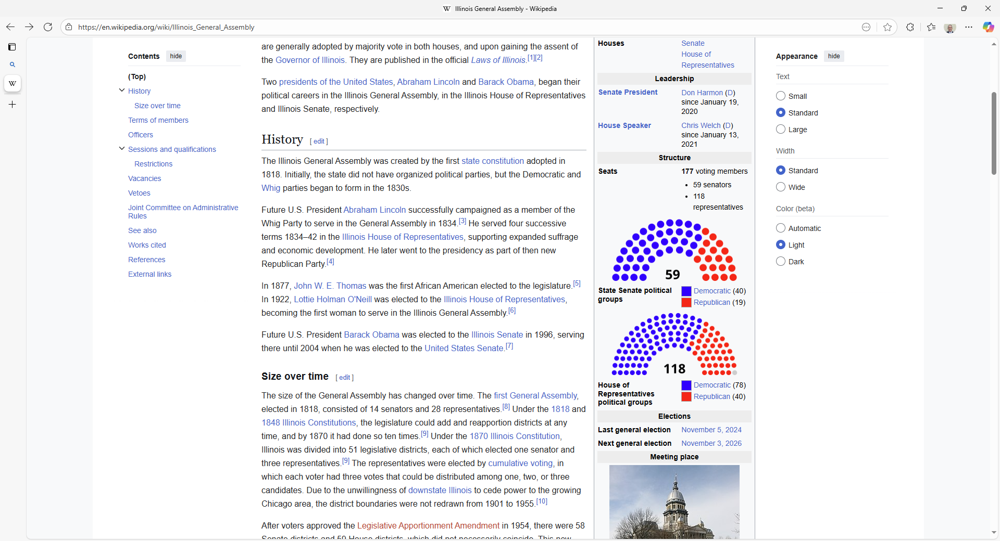 Illinois General Assembly - Wikipedia
https://en.wikipedia.org/wiki/Illinois_General_Assembly
Contents hide
(Top)
History
Size over time
Terms of members
Officers
Sessions and qualifications
Restrictions
Vacancies
Vetoes
Joint Committee on Administrative
Rules
See also
Works cited
References
External links
are generally adopted by majority vote in both houses, and upon gaining the assent of
the Governor of Illinois. They are published in the official Laws of Illinois.[1][2]
Two presidents of the United States, Abraham Lincoln and Barack Obama, began their
political careers in the Illinois General Assembly, in the Illinois House of Representatives
and Illinois Senate, respectively.
History [ edit ]
The Illinois General Assembly was created by the first state constitution adopted in
1818. Initially, the state did not have organized political parties, but the Democratic and
Whig parties began to form in the 1830s.
Future U.S. President Abraham Lincoln successfully campaigned as a member of the
Whig Party to serve in the General Assembly in 1834.[3] He served four successive
terms 1834–42 in the Illinois House of Representatives, supporting expanded suffrage
and economic development. He later went to the presidency as part of then new
Republican Party.[4]
In 1877, John W. E. Thomas was the first African American elected to the legislature.[5]
In 1922, Lottie Holman O'Neill was elected to the Illinois House of Representatives,
becoming the first woman to serve in the Illinois General Assembly.[6]
Future U.S. President Barack Obama was elected to the Illinois Senate in 1996, serving
there until 2004 when he was elected to the United States Senate.[7]
Size over time [ edit ]
The size of the General Assembly has changed over time. The first General Assembly,
elected in 1818, consisted of 14 senators and 28 representatives.[8] Under the 1818 and
1848 Illinois Constitutions, the legislature could add and reapportion districts at any
time, and by 1870 it had done so ten times.[9] Under the 1870 Illinois Constitution,
Illinois was divided into 51 legislative districts, each of which elected one senator and
three representatives.[9] The representatives were elected by cumulative voting, in
which each voter had three votes that could be distributed among one, two, or three
candidates. Due to the unwillingness of downstate Illinois to cede power to the growing
Chicago area, the district boundaries were not redrawn from 1901 to 1955.[10]
After voters approved the Legislative Apportionment Amendment in 1954, there were 58
Senate districts and 59 House districts, which did not necessarily coincide. This new
Houses Senate
House of
Representatives
Leadership
Senate President Don Harmon (D)
since January 19,
2020
House Speaker Chris Welch (D)
since January 13,
2021
Structure
Seats 177 voting members
• 59 senators
• 118
representatives
59
State Senate political
groups
Democratic (40)
Republican (19)
118
House of
Representatives
political groups
Democratic (78)
Republican (40)
Elections
Last general election November 5, 2024
Next general election November 3, 2026
Meeting place
Appearance hide
Text
Small
Standard
Large
Width
Standard
Wide
Color (beta)
Automatic
Light
Dark